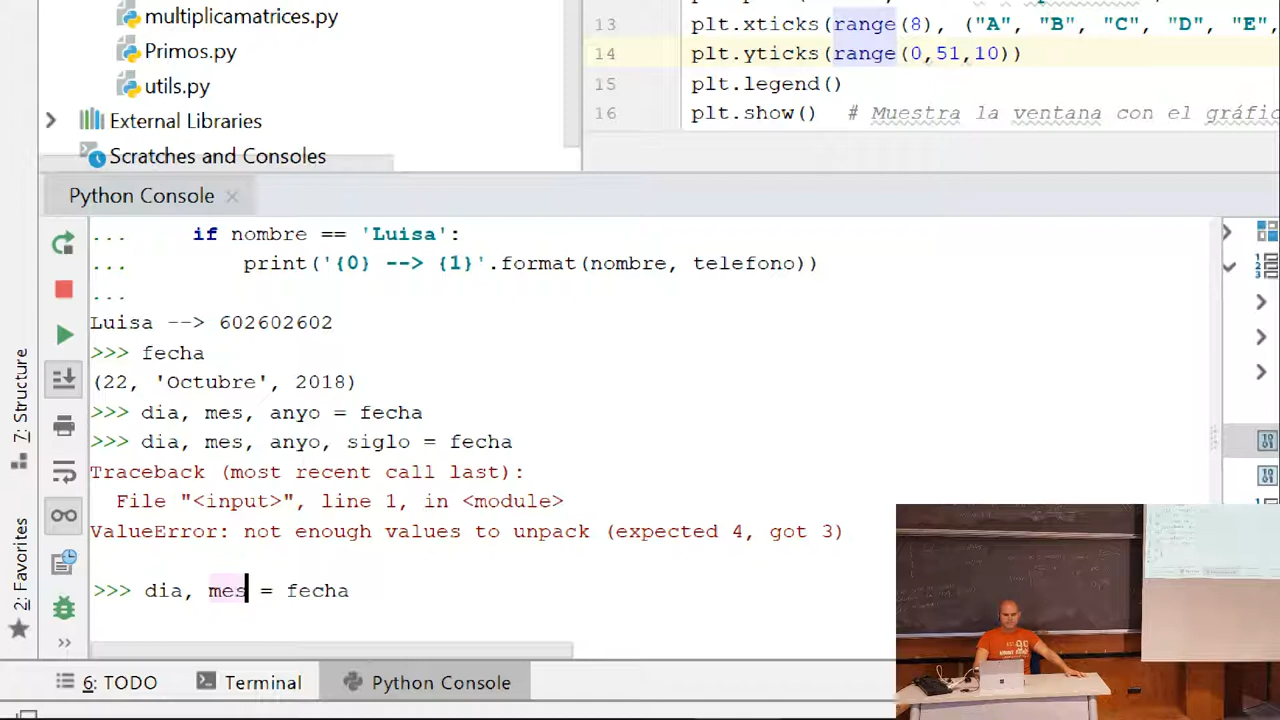 multiplicamatrices.py
Primos.py
utils.py
External Libraries
Scratches and Consoles
13 plt.xticks(range(8), ("A", "B", "C", "D", "E",
14 plt.yticks(range(0,51,10))
15 plt.legend()
16 plt.show() # Muestra la ventana con el gráfic
Python Console
... if nombre == 'Luisa':
... print('{0} --> {1}'.format(nombre, telefono))
...
Luisa --> 602602602
>>> fecha
(22, 'Octubre', 2018)
>>> dia, mes, anyo = fecha
>>> dia, mes, anyo, siglo = fecha
Traceback (most recent call last):
File "<input>", line 1, in <module>
ValueError: not enough values to unpack (expected 4, got 3)
>>> dia, mes = fecha
7: Structure
2: Favorites
6: TODO
Terminal
Python Console